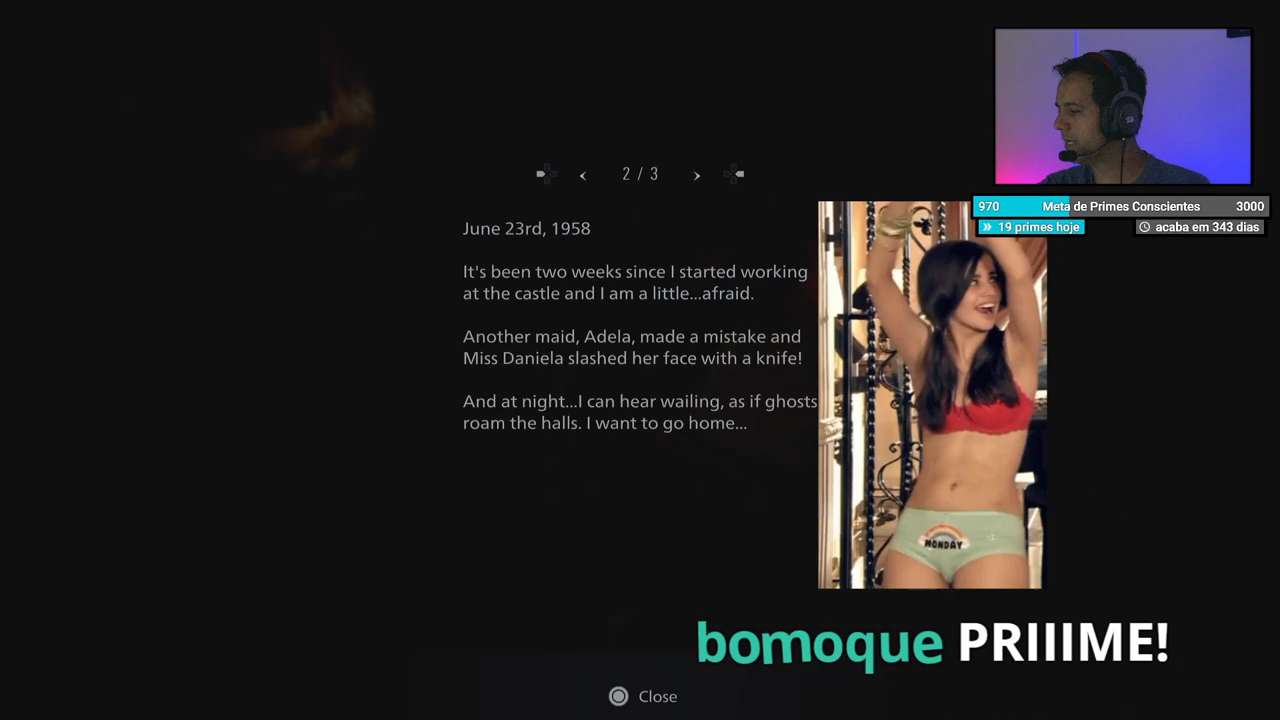 2 / 3
970 Meta de Primes Conscientes 3000
19 primes hoje acaba em 343 dias
June 23rd, 1958
It's been two weeks since I started working
at the castle and I am a little...afraid.
Another maid, Adela, made a mistake and
Miss Daniela slashed her face with a knife!
And at night...I can hear wailing, as if ghosts
roam the halls. I want to go home...
MONDAY
bomoque PRIIIME!
Close